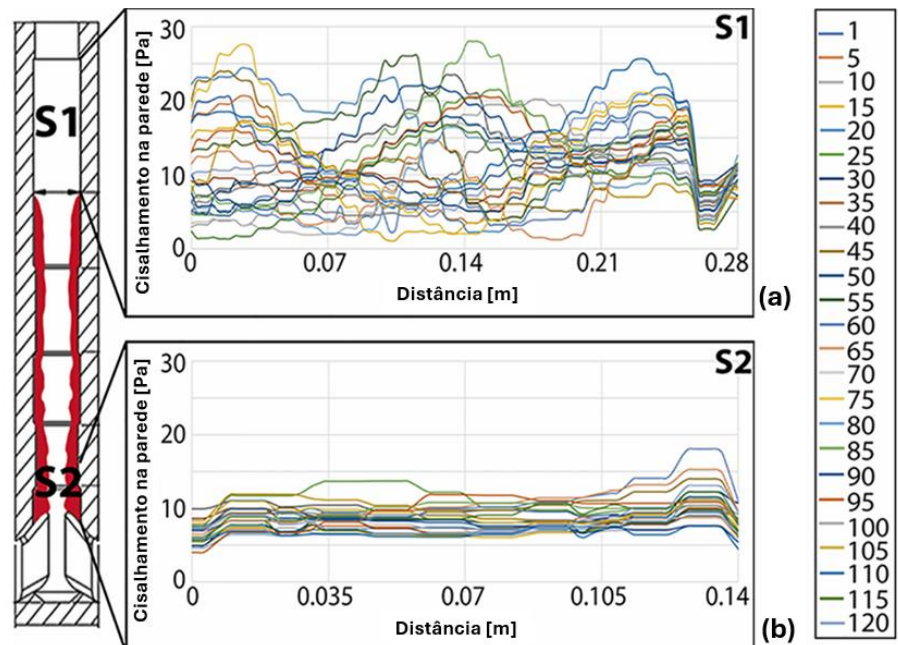 S1
S2
S1
Cisalhamento na parede [Pa]
30
20
10
0
0 0.07 0.14 0.21 0.28
Distância [m]
(a)
S2
Cisalhamento na parede [Pa]
30
20
10
0
0 0.035 0.07 0.105 0.14
Distância [m]
(b)
1
5
10
15
20
25
30
35
40
45
50
55
60
65
70
75
80
85
90
95
100
105
110
115
120